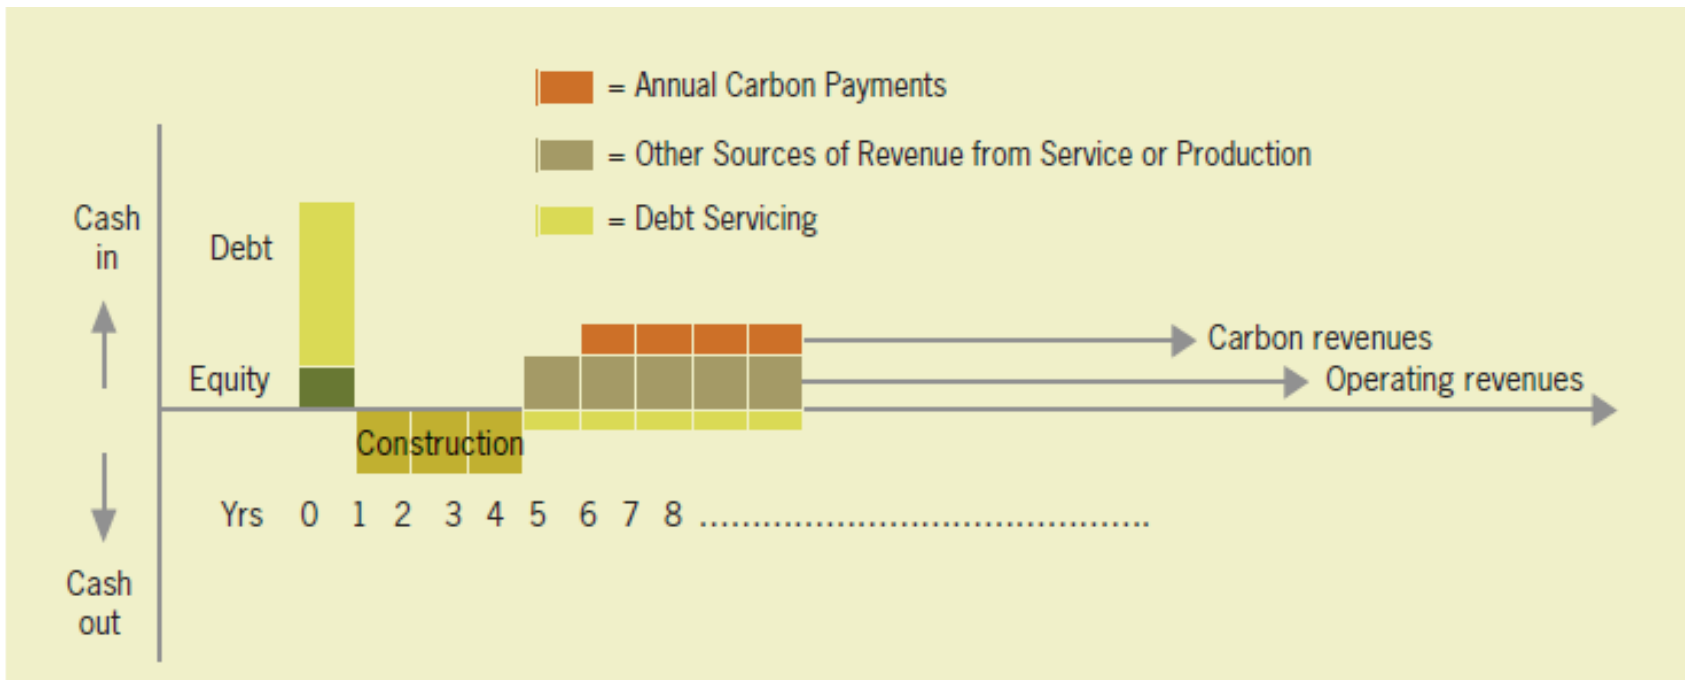 = Annual Carbon Payments
= Other Sources of Revenue from Service or Production
= Debt Servicing
Cash
in
Debt
Equity
Carbon revenues
Operating revenues
Construction
Yrs 0 1 2 3 4 5 6 7 8 ...........................................
Cash
out